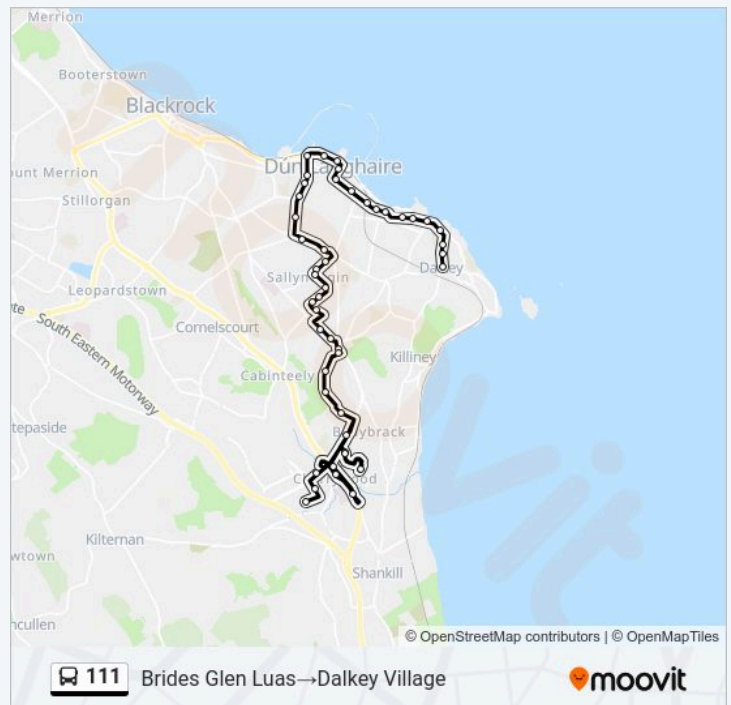 Merrion
Booterstown
Blackrock
ount Merrion
Stillorgan
Leopardstown
South Eastern Motorway
Cornelscourt
Cabinteely
Killiney
tepaside
Kilternan
wtown
Shankill
ncullen
© OpenStreetMap contributors | © OpenMapTiles
111 Brides Glen Luas→Dalkey Village
moovit